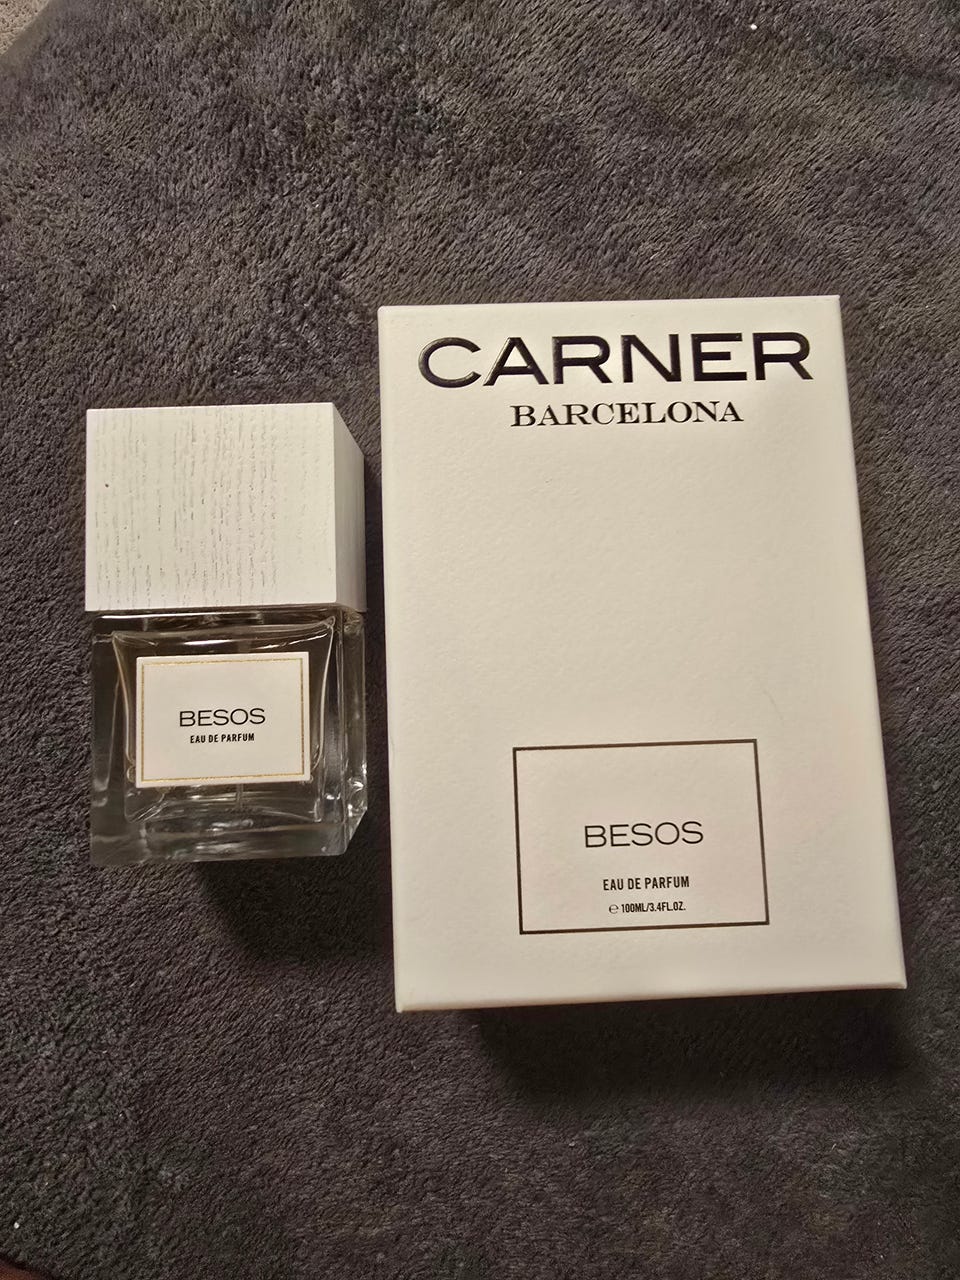 CARNER
BARCELONA
BESOS
EAU DE PARFUM
BESOS
EAU DE PARFUM
℮ 100ML/3.4FL.OZ.